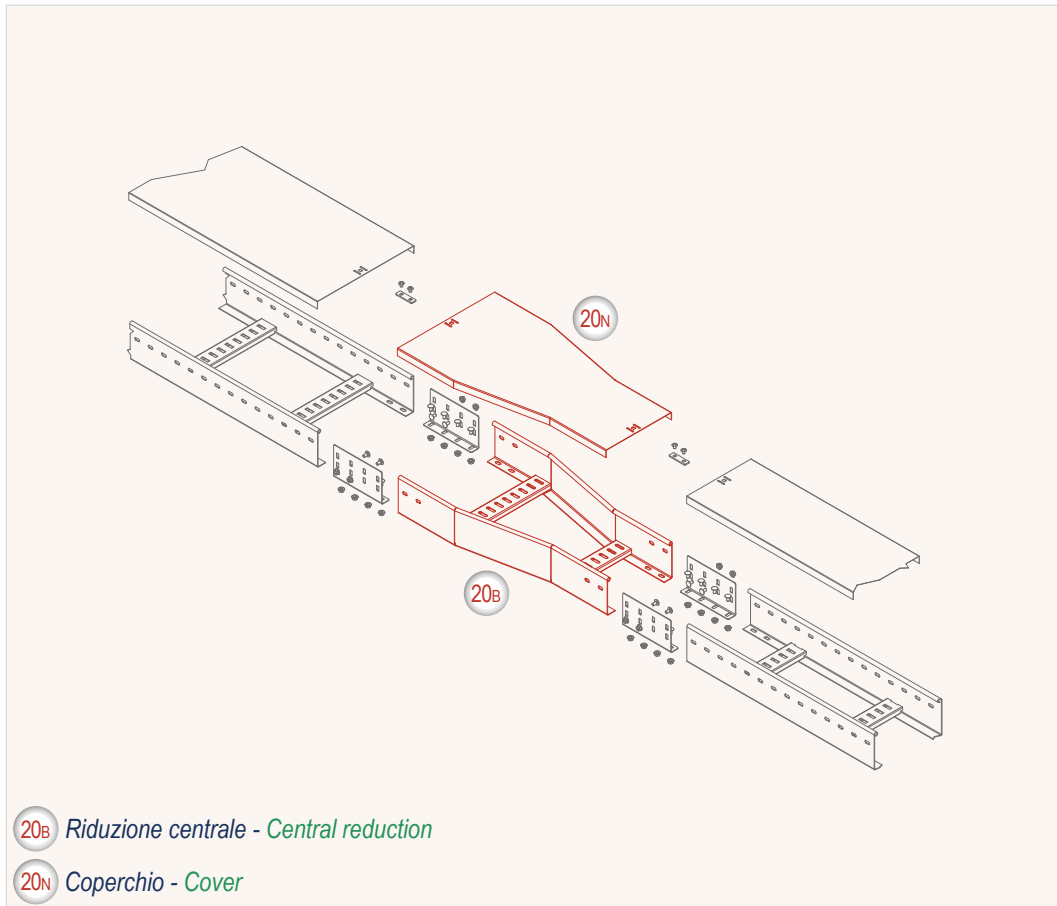 20N
20B
20B Riduzione centrale - Central reduction
20N Coperchio - Cover